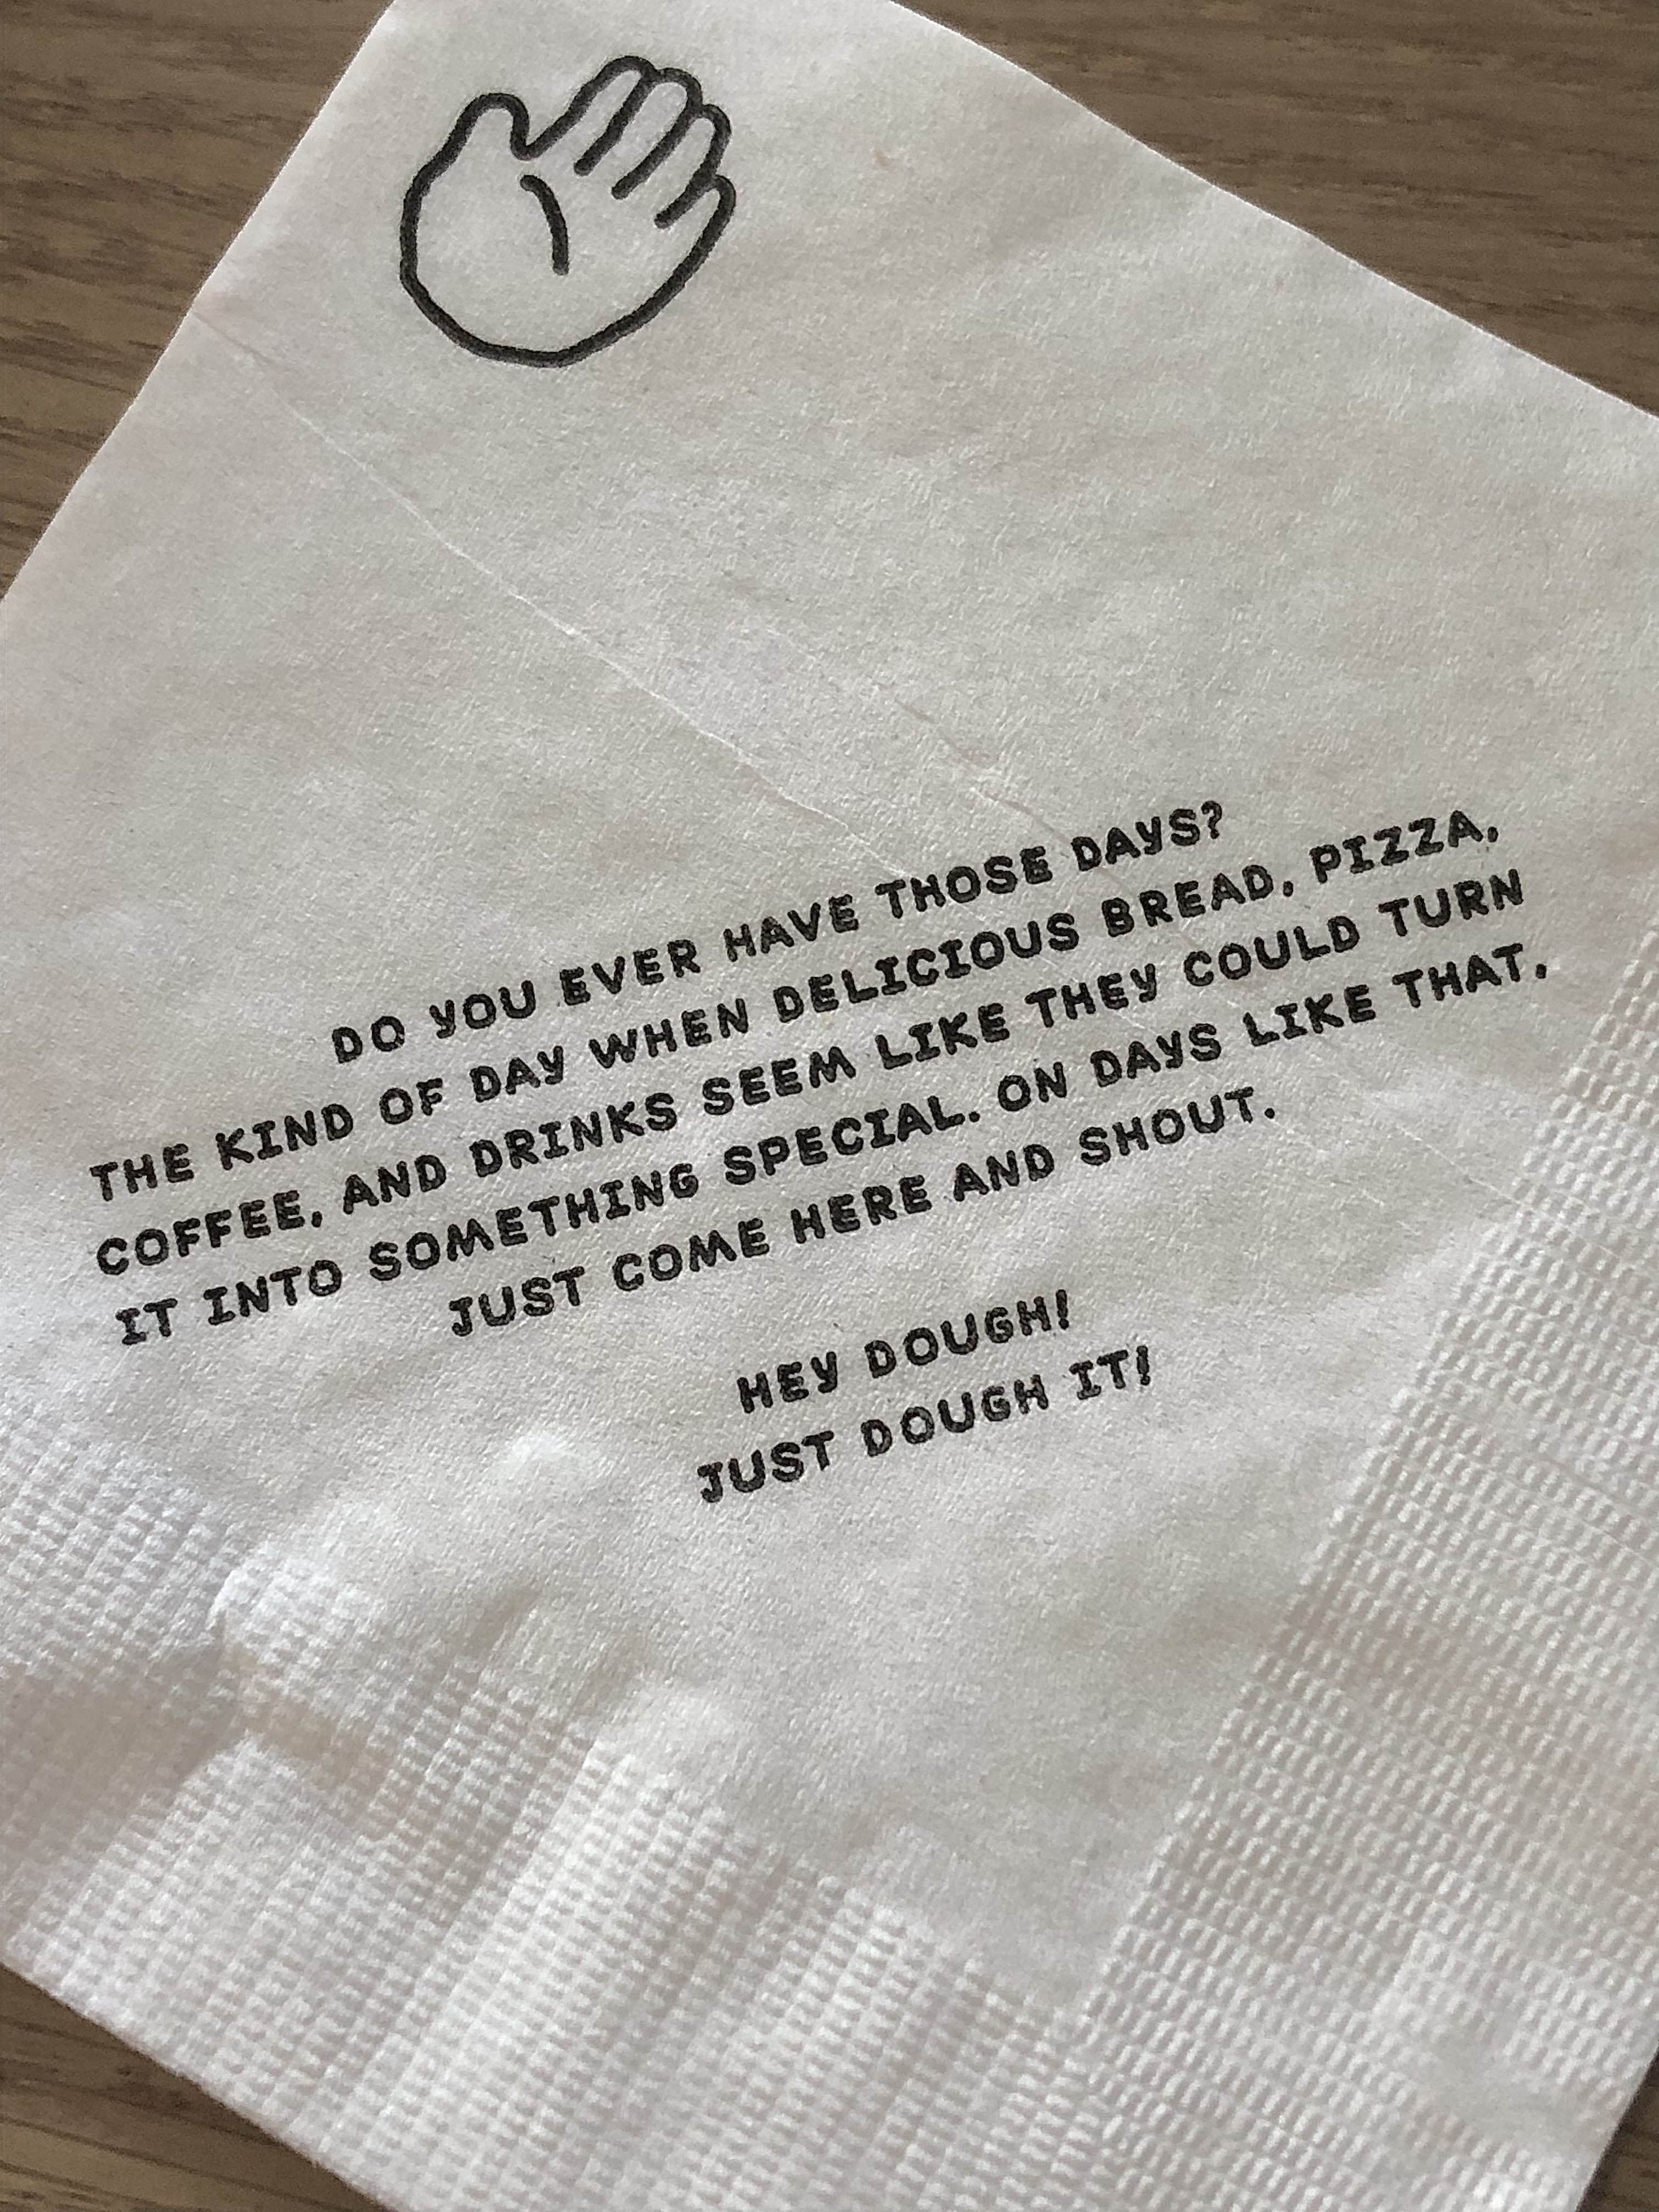 DO YOU EVER HAVE THOSE DAYS?
THE KIND OF DAY WHEN DELICIOUS BREAD, PIZZA,
COFFEE, AND DRINKS SEEM LIKE THEY COULD TURN
IT INTO SOMETHING SPECIAL. ON DAYS LIKE THAT,
JUST COME HERE AND SHOUT.
HEY DOUGH!
JUST DOUGH IT!